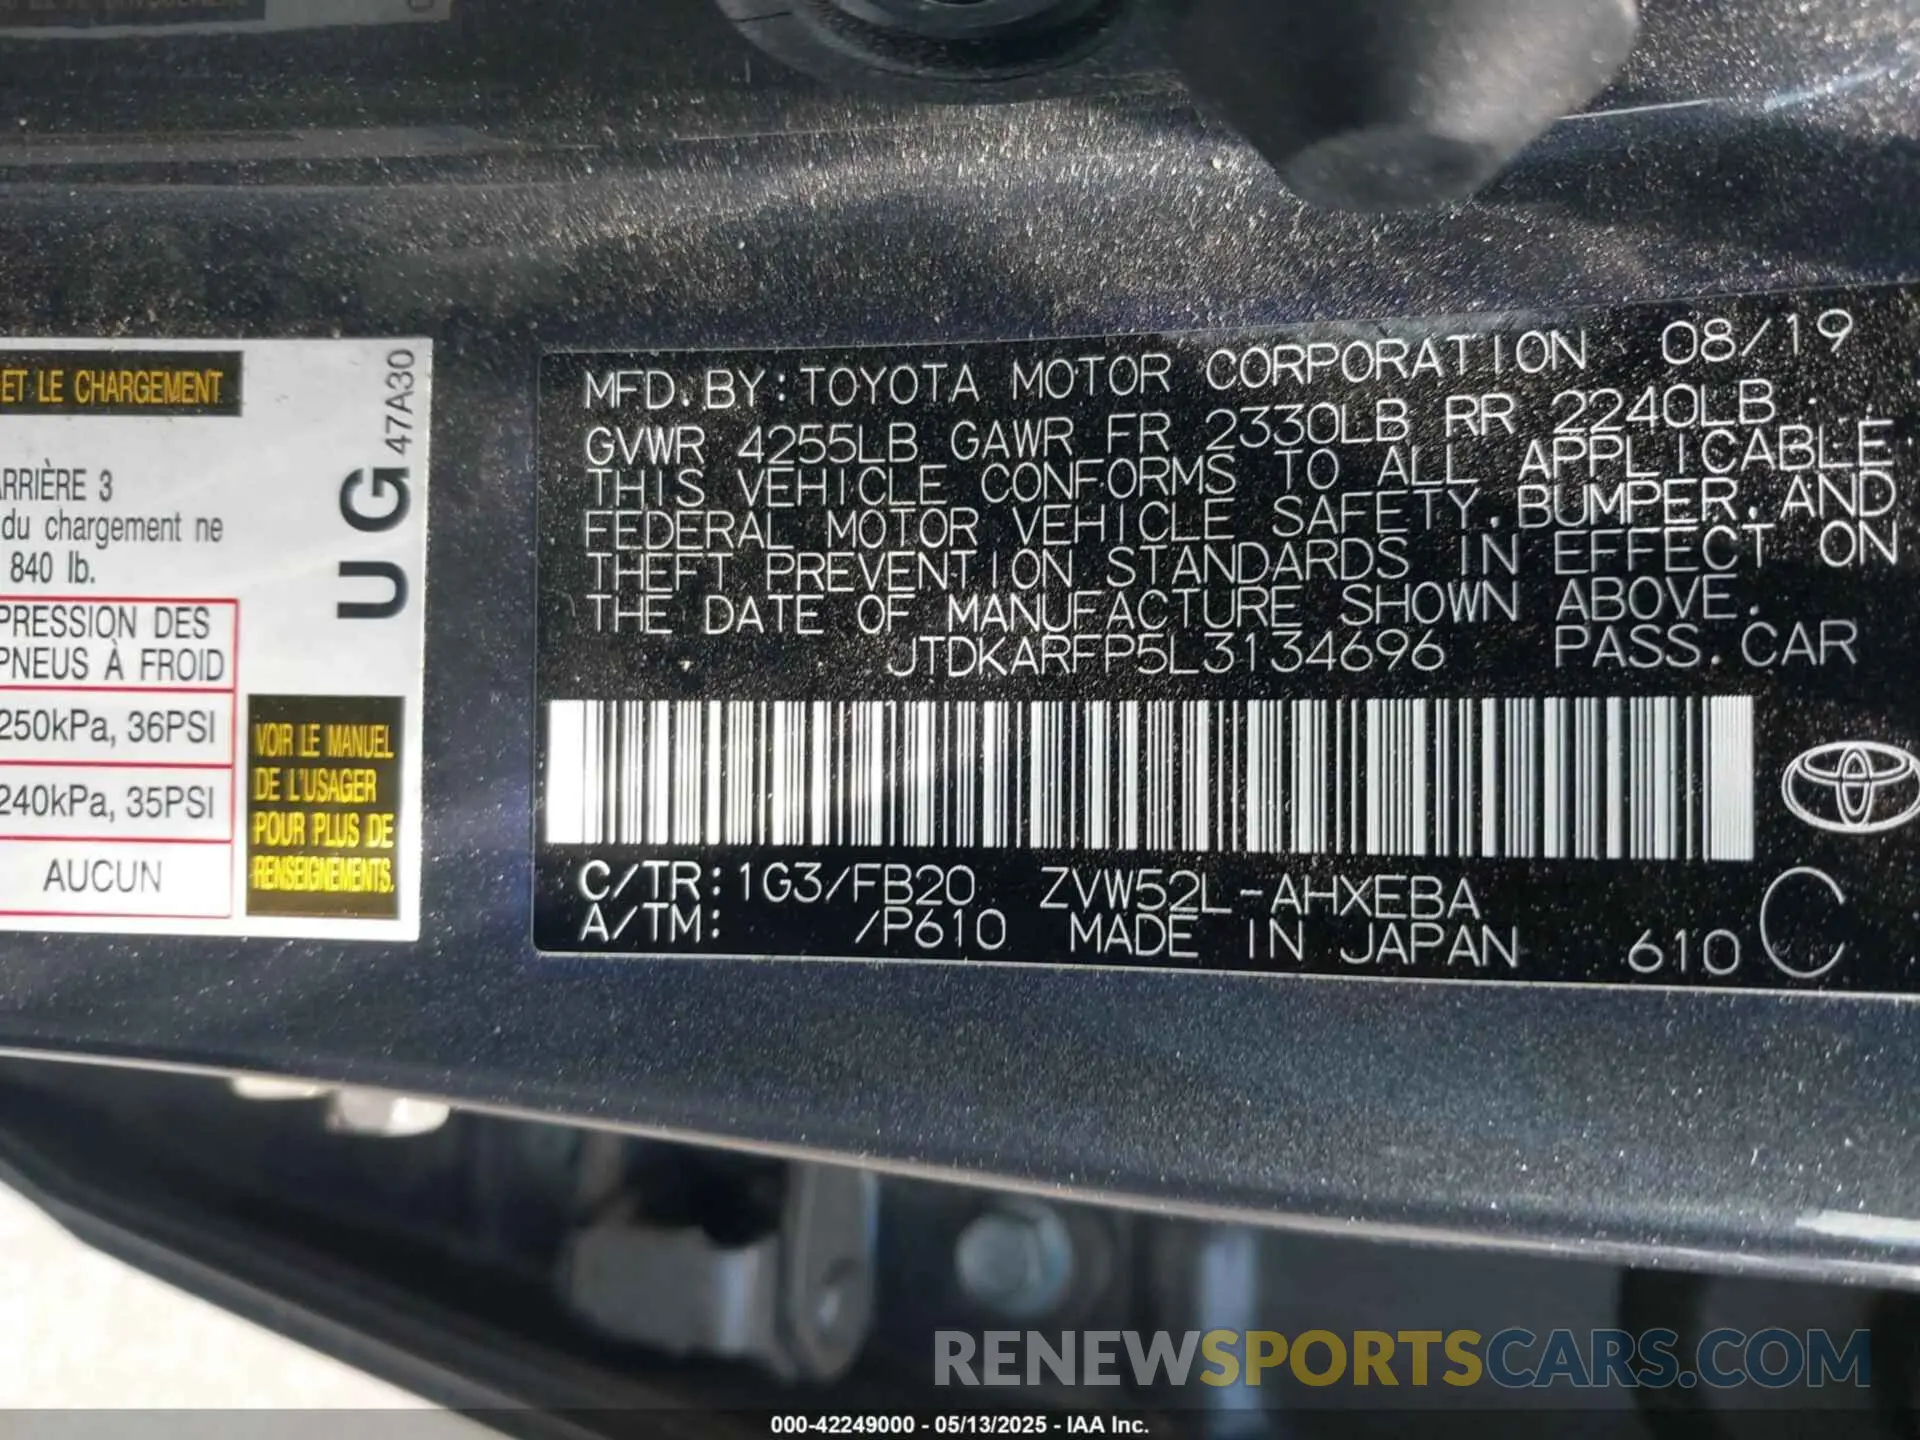 ET LE CHARGEMENT
ARRIÈRE 3
du chargement ne
840 lb.
PRESSION DES
PNEUS À FROID
250kPa, 36PSI
240kPa, 35PSI
AUCUN
47A30
UG
VOIR LE MANUEL
DE L'USAGER
POUR PLUS DE
RENSEIGNEMENTS.
MFD. BY: TOYOTA MOTOR CORPORATION 08/19
GVWR 4255LB GAWR FR 2330LB RR 2240LB
THIS VEHICLE CONFORMS TO ALL APPLICABLE
FEDERAL MOTOR VEHICLE SAFETY, BUMPER, AND
THEFT PREVENTION STANDARDS IN EFFECT ON
THE DATE OF MANUFACTURE SHOWN ABOVE.
JTDKARFP5L3134696 PASS. CAR
C/TR: 1G3/FB20 ZVW52L-AHXEBA
A/TM: /P610 MADE IN JAPAN 610 C
RENEWSPORTSCARS.COM
000-42249000 - 05/13/2025 - IAA Inc.